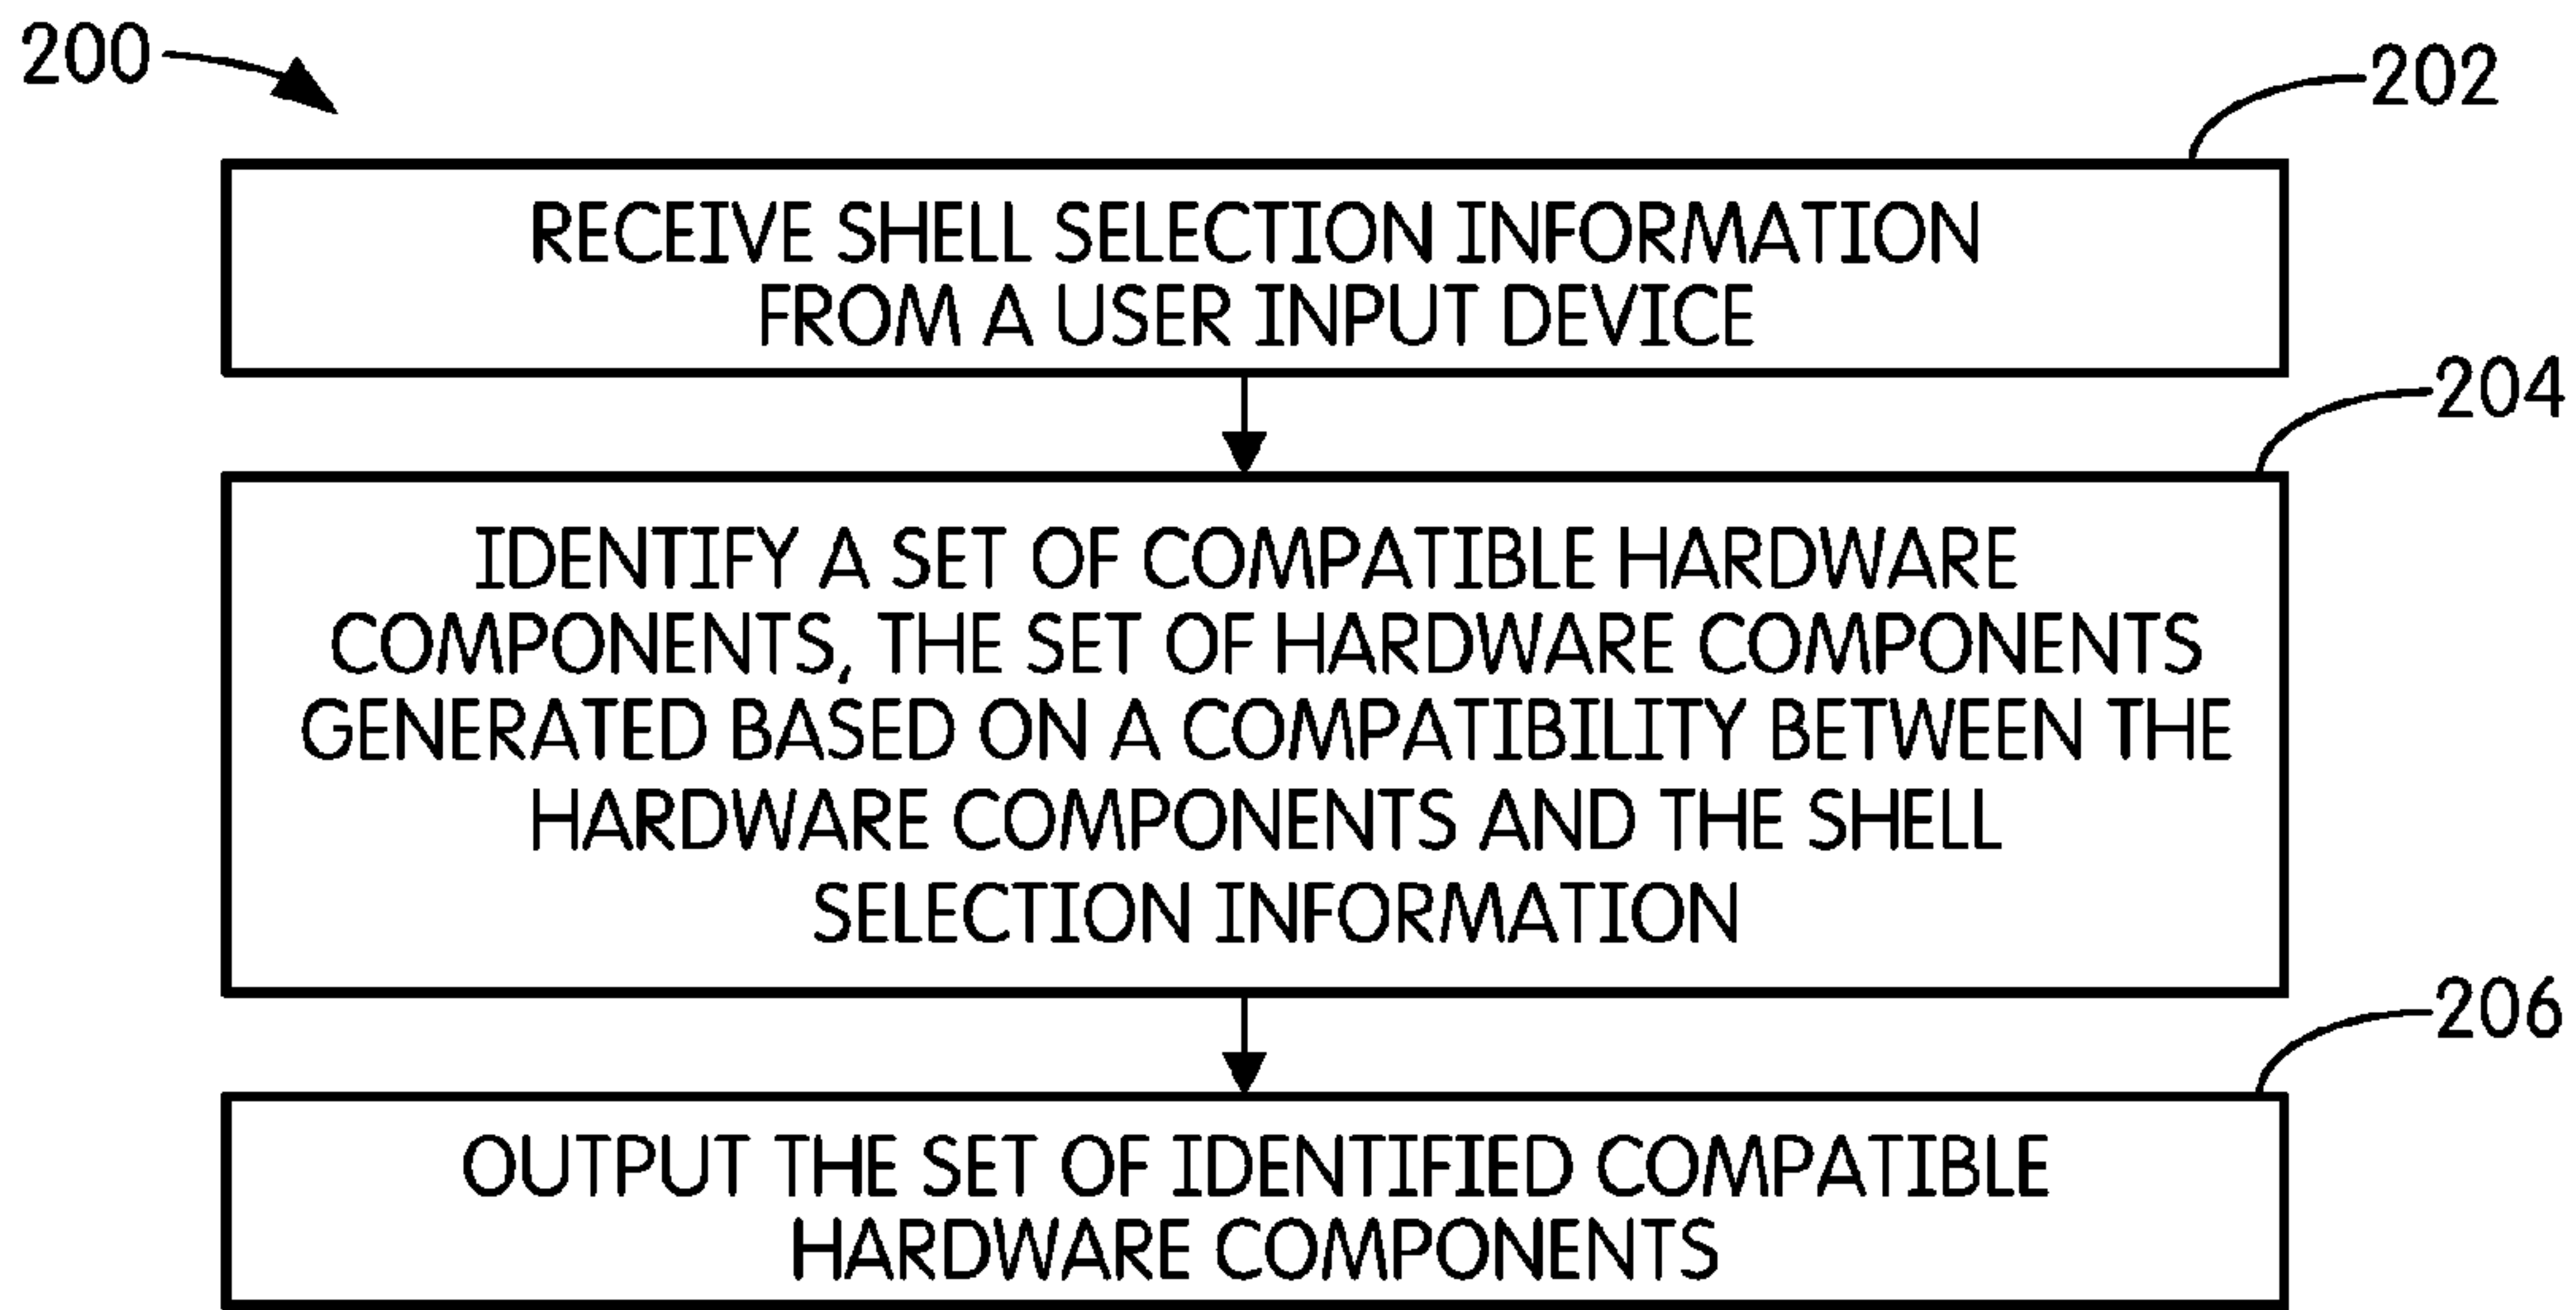 200
202
RECEIVE SHELL SELECTION INFORMATION
FROM A USER INPUT DEVICE
204
IDENTIFY A SET OF COMPATIBLE HARDWARE
COMPONENTS, THE SET OF HARDWARE COMPONENTS
GENERATED BASED ON A COMPATIBILITY BETWEEN THE
HARDWARE COMPONENTS AND THE SHELL
SELECTION INFORMATION
206
OUTPUT THE SET OF IDENTIFIED COMPATIBLE
HARDWARE COMPONENTS